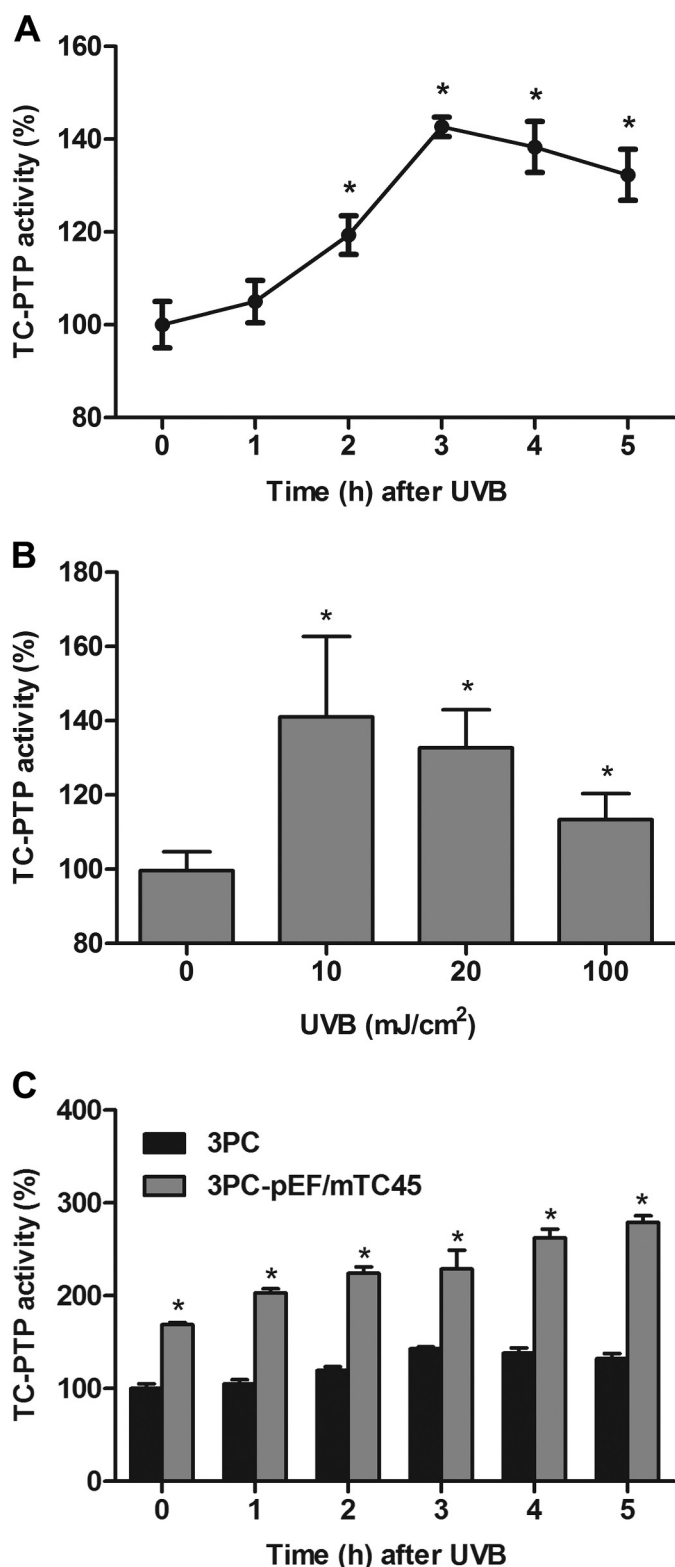 A
TC-PTP activity (%)
160
140
120
100
80
* * * *
0 1 2 3 4 5
Time (h) after UVB
B
TC-PTP activity (%)
180
160
140
120
100
80
* * *
0 10 20 100
UVB (mJ/cm²)
C
TC-PTP activity (%)
400
300
200
100
0
3PC
3PC-pEF/mTC45
* * * * * *
0 1 2 3 4 5
Time (h) after UVB